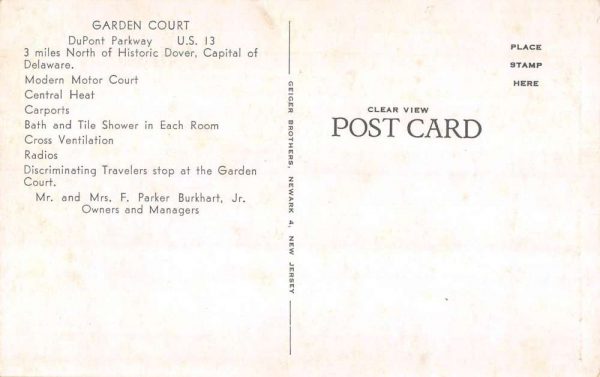 GARDEN COURT
DuPont Parkway U.S. 13
3 miles North of Historic Dover, Capital of
Delaware.
Modern Motor Court
Central Heat
Carports
Bath and Tile Shower in Each Room
Cross Ventilation
Radios
Discriminating Travelers stop at the Garden
Court.
Mr. and Mrs. F. Parker Burkhart, Jr.
Owners and Managers
GEIGER BROTHERS, NEWARK 4, NEW JERSEY
CLEAR VIEW
POST CARD
PLACE
STAMP
HERE